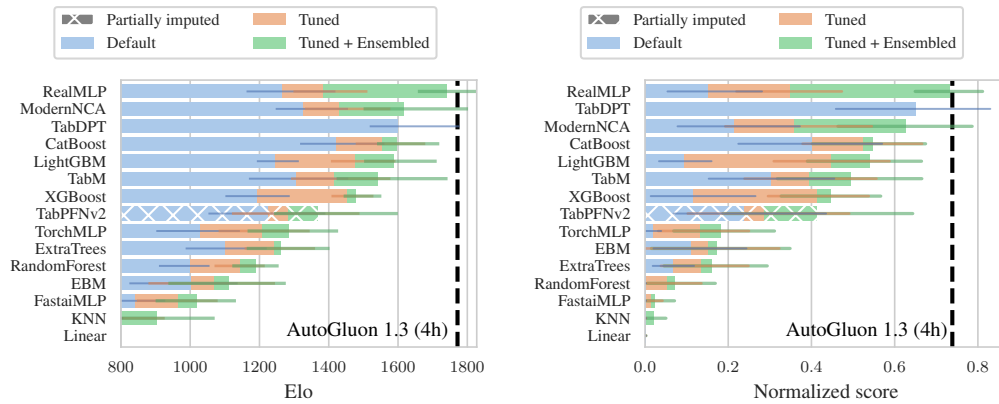 Partially imputed
Tuned
Default
Tuned + Ensembled
RealMLP
ModernNCA
TabDPT
CatBoost
LightGBM
TabM
XGBoost
TabPFNv2
TorchMLP
ExtraTrees
RandomForest
EBM
FastaiMLP
KNN
Linear
AutoGluon 1.3 (4h)
800 1000 1200 1400 1600 1800
Elo
Partially imputed
Tuned
Default
Tuned + Ensembled
RealMLP
TabDPT
ModernNCA
CatBoost
LightGBM
TabM
XGBoost
TabPFNv2
TorchMLP
EBM
ExtraTrees
RandomForest
FastaiMLP
KNN
Linear
AutoGluon 1.3 (4h)
0.0 0.2 0.4 0.6 0.8
Normalized score